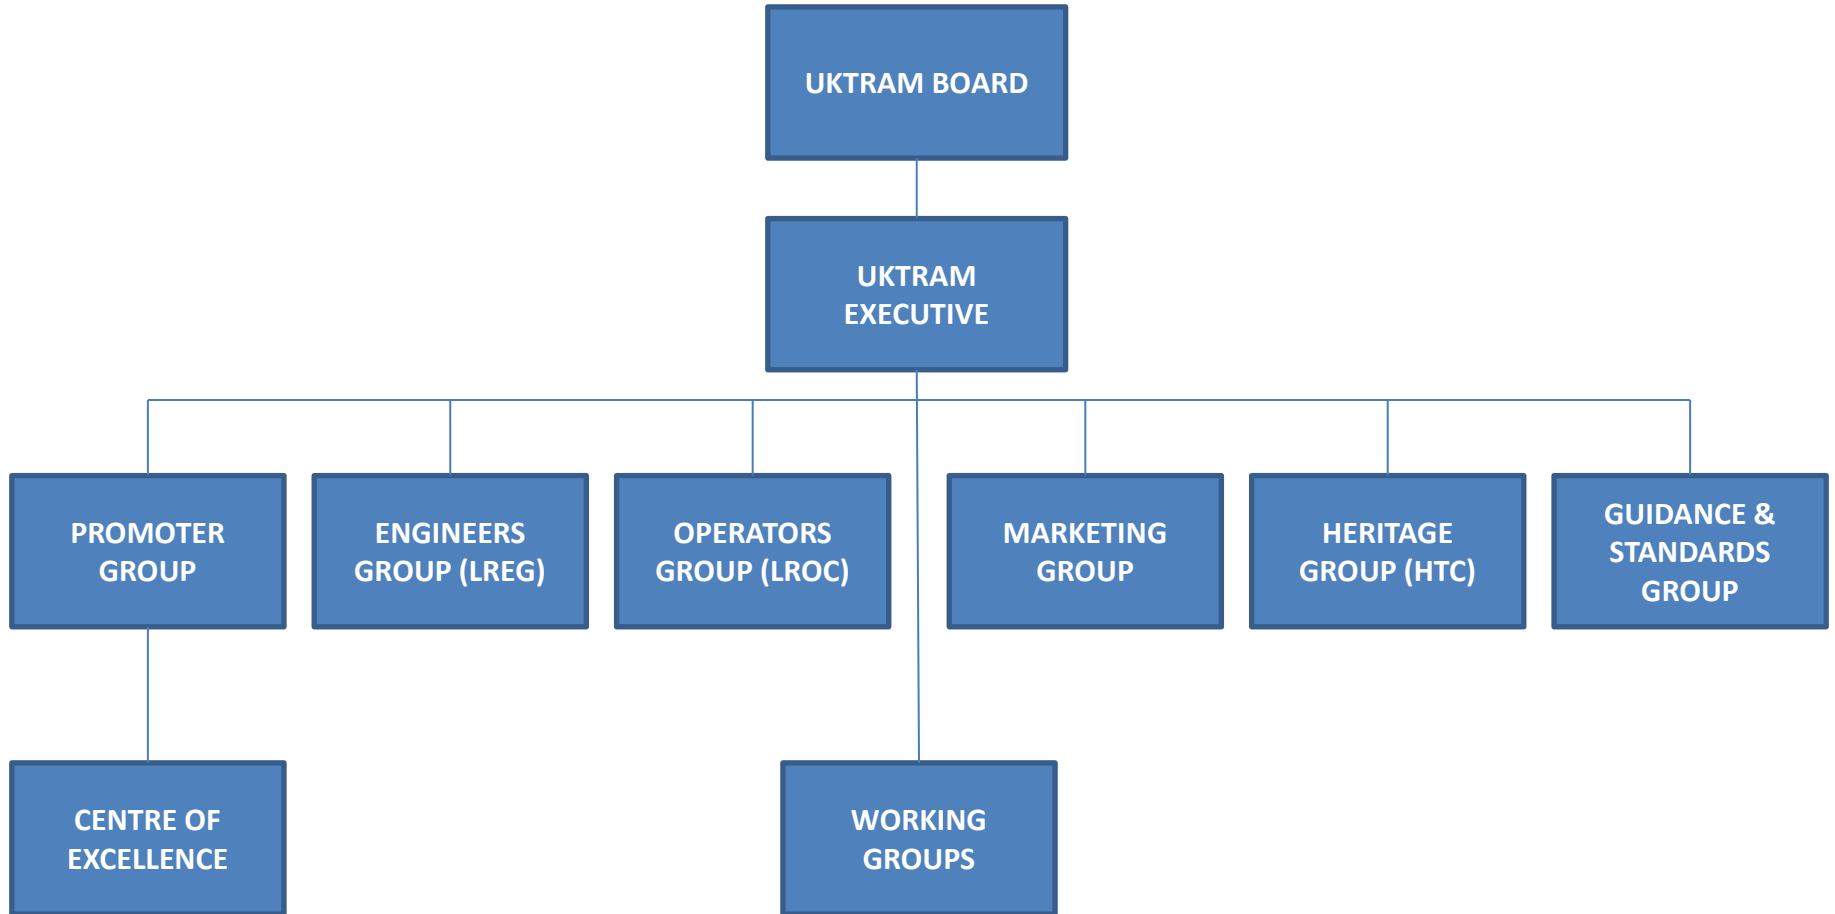 UKTRAM BOARD
UKTRAM
EXECUTIVE
PROMOTER
GROUP
ENGINEERS
GROUP (LREG)
OPERATORS
GROUP (LROC)
MARKETING
GROUP
HERITAGE
GROUP (HTC)
GUIDANCE &
STANDARDS
GROUP
CENTRE OF
EXCELLENCE
WORKING
GROUPS